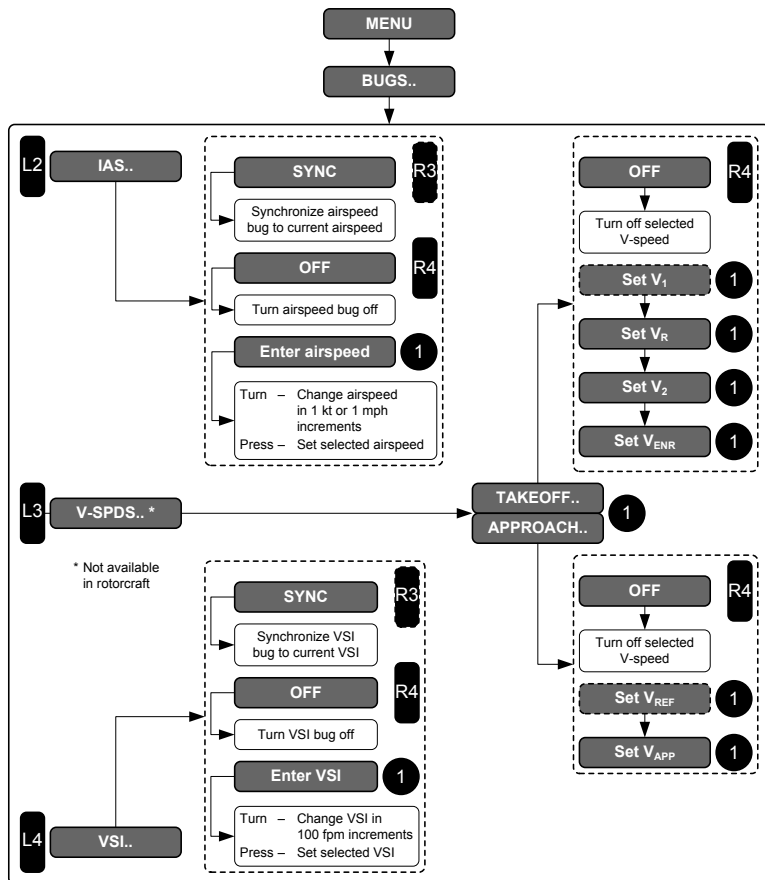 MENU
BUGS..
L2
IAS..
SYNC
R3
Synchronize airspeed
bug to current airspeed
OFF
R4
Turn airspeed bug off
Enter airspeed
1
Turn – Change airspeed
in 1 kt or 1 mph
increments
Press – Set selected airspeed
OFF
R4
Turn off selected
V-speed
Set V1
1
Set VR
1
Set V2
1
Set VENR
1
L3
V-SPDS.. *
TAKEOFF..
APPROACH..
1
* Not available
in rotorcraft
SYNC
R3
Synchronize VSI
bug to current VSI
OFF
R4
Turn VSI bug off
Enter VSI
1
Turn – Change VSI in
100 fpm increments
Press – Set selected VSI
L4
VSI..
OFF
R4
Turn off selected
V-speed
Set VREF
1
Set VAPP
1